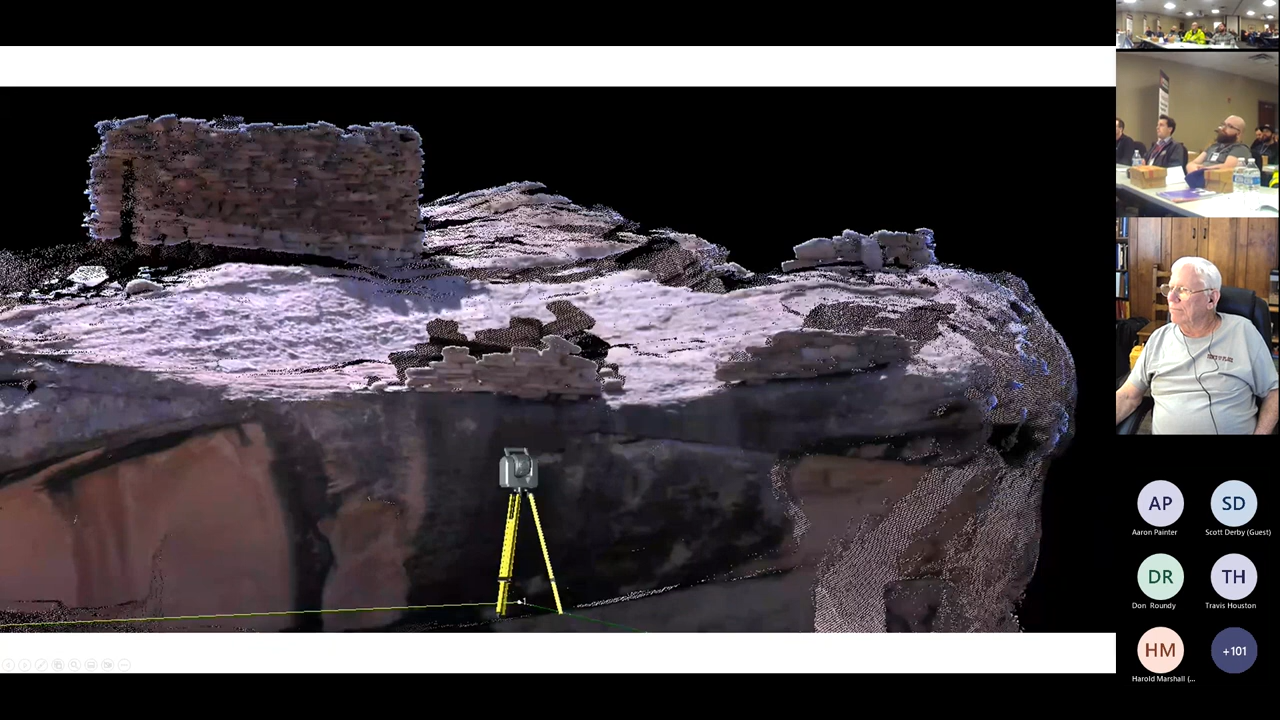 AP
SD
Aaron Painter
Scott Derby (Guest)
DR
TH
Don Roundy
Travis Houston
HM
+101
Harold Marshall (...